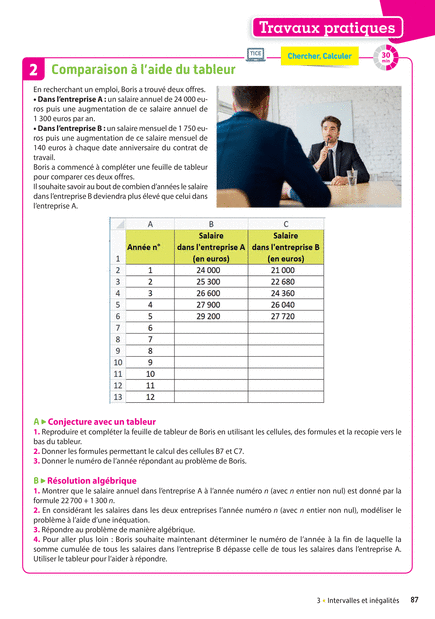 Travaux pratiques
TICE
Chercher, Calculer
30
min
2 Comparaison à l'aide du tableur
En recherchant un emploi, Boris a trouvé deux offres.
• Dans l'entreprise A : un salaire annuel de 24 000 eu-
ros puis une augmentation de ce salaire annuel de
1 300 euros par an.
• Dans l'entreprise B : un salaire mensuel de 1 750 eu-
ros puis une augmentation de ce salaire mensuel de
140 euros à chaque date anniversaire du contrat de
travail.
Boris a commencé à compléter une feuille de tableur
pour comparer ces deux offres.
Il souhaite savoir au bout de combien d'années le salaire
dans l'entreprise B deviendra plus élevé que celui dans
l'entreprise A.
A B C
1 Année n° Salaire dans l'entreprise A (en euros) Salaire dans l'entreprise B (en euros)
2 1 24 000 21 000
3 2 25 300 22 680
4 3 26 600 24 360
5 4 27 900 26 040
6 5 29 200 27 720
7 6
8 7
9 8
10 9
11 10
12 11
13 12
A ▶ Conjecture avec un tableur
1. Reproduire et compléter la feuille de tableur de Boris en utilisant les cellules, des formules et la recopie vers le
bas du tableur.
2. Donner les formules permettant le calcul des cellules B7 et C7.
3. Donner le numéro de l'année répondant au problème de Boris.
B ▶ Résolution algébrique
1. Montrer que le salaire annuel dans l'entreprise A à l'année numéro n (avec n entier non nul) est donné par la
formule 22 700 + 1 300 n.
2. En considérant les salaires dans les deux entreprises l'année numéro n (avec n entier non nul), modéliser le
problème à l'aide d'une inéquation.
3. Répondre au problème de manière algébrique.
4. Pour aller plus loin : Boris souhaite maintenant déterminer le numéro de l'année à la fin de laquelle la
somme cumulée de tous les salaires dans l'entreprise B dépasse celle de tous les salaires dans l'entreprise A.
Utiliser le tableur pour l'aider à répondre.
3 • Intervalles et inégalités 87